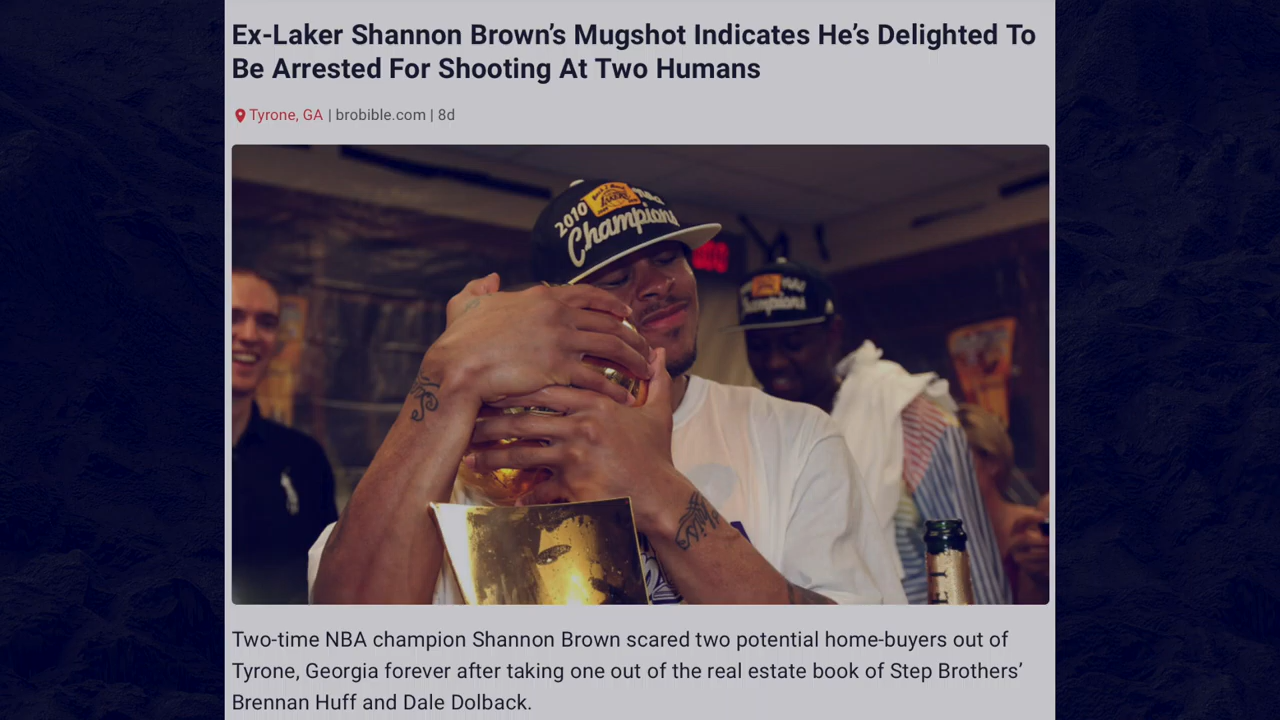 Ex-Laker Shannon Brown’s Mugshot Indicates He’s Delighted To
Be Arrested For Shooting At Two Humans
Tyrone, GA | brobible.com | 8d
2010
Lakers
Champions
Champions
Two-time NBA champion Shannon Brown scared two potential home-buyers out of
Tyrone, Georgia forever after taking one out of the real estate book of Step Brothers’
Brennan Huff and Dale Dolback.